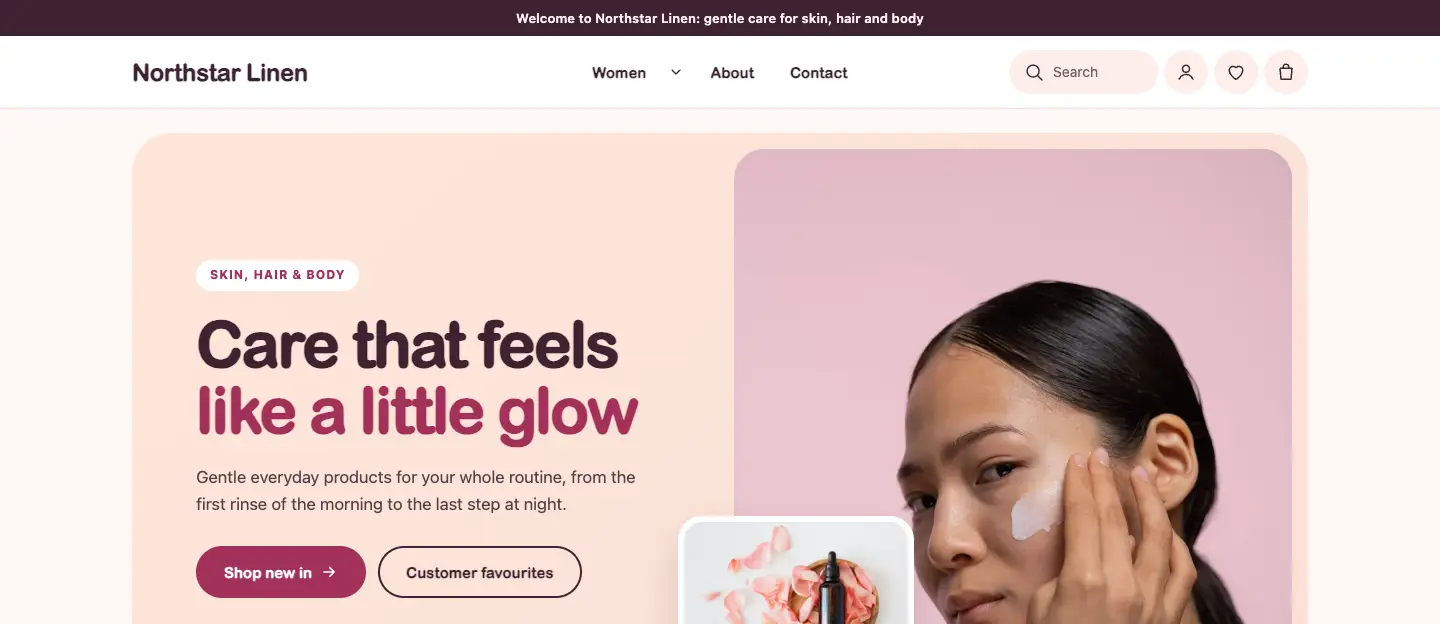 Welcome to Northstar Linen: gentle care for skin, hair and body
Northstar Linen
Women
About
Contact
Search
SKIN, HAIR & BODY
Care that feels
like a little glow
Gentle everyday products for your whole routine, from the
first rinse of the morning to the last step at night.
Shop new in
Customer favourites